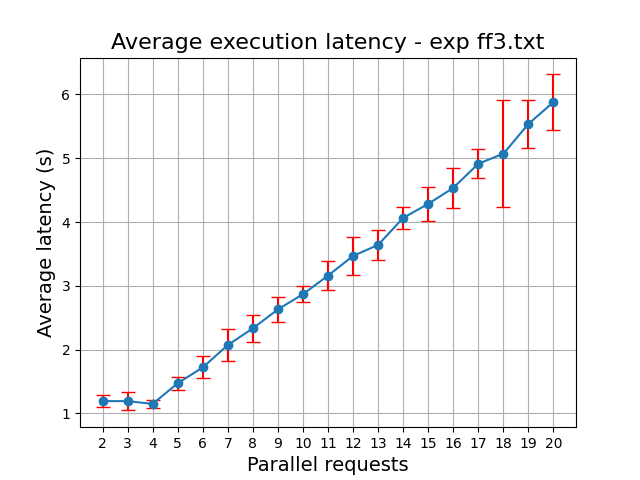 Average execution latency - exp ff3.txt
6
5
4
3
2
1
Average latency (s)
2 3 4 5 6 7 8 9 10 11 12 13 14 15 16 17 18 19 20
Parallel requests